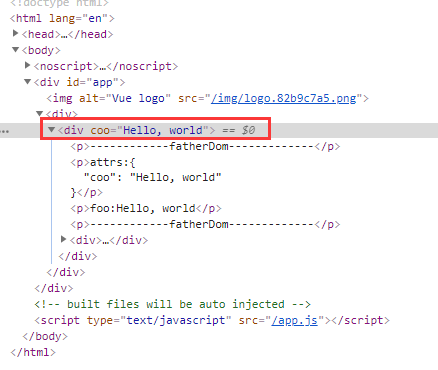 <!doctype html>
<html lang="en">
<head>…</head>
<body>
<noscript>…</noscript>
<div id="app">
<img alt="Vue logo" src="/img/logo.82b9c7a5.png">
<div>
… <div coo="Hello, world"> == $0
<p>------------fatherDom-------------</p>
<p>attrs:{
"coo": "Hello, world"
}</p>
<p>foo:Hello, world</p>
<p>------------fatherDom-------------</p>
<div>…</div>
</div>
</div>
</div>
<!-- built files will be auto injected -->
<script type="text/javascript" src="/app.js"></script>
</body>
</html>